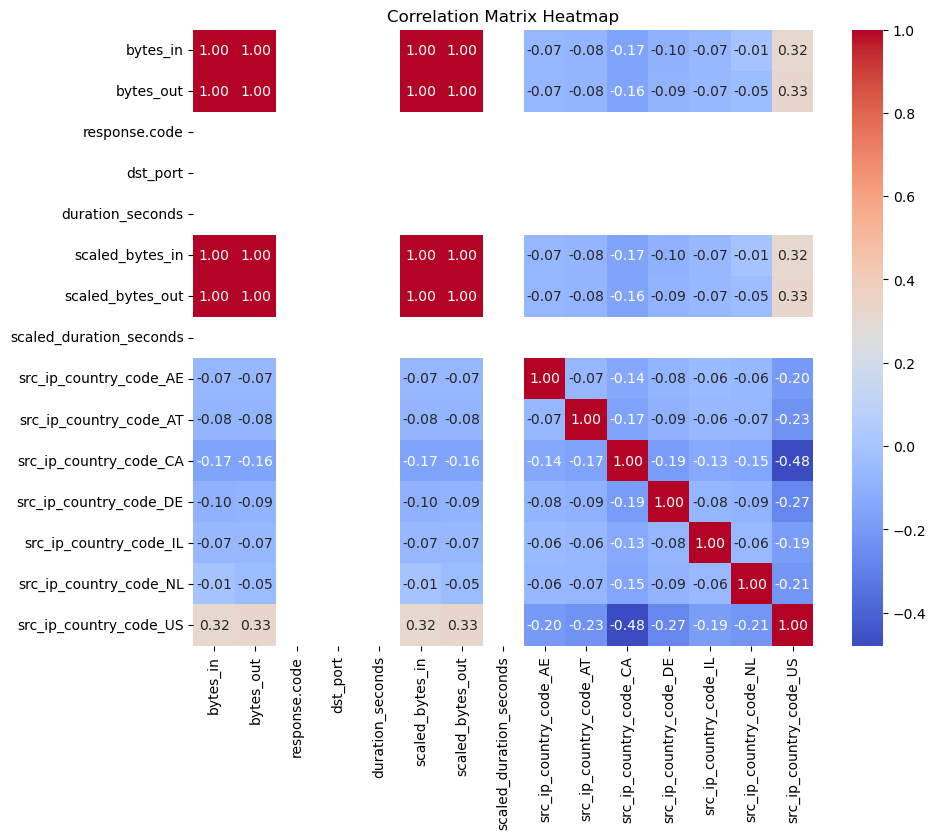 Correlation Matrix Heatmap
bytes_in 1.00 1.00 1.00 1.00 -0.07 -0.08 -0.17 -0.10 -0.07 -0.01 0.32
bytes_out 1.00 1.00 1.00 1.00 -0.07 -0.08 -0.16 -0.09 -0.07 -0.05 0.33
response.code
dst_port
duration_seconds
scaled_bytes_in 1.00 1.00 1.00 1.00 -0.07 -0.08 -0.17 -0.10 -0.07 -0.01 0.32
scaled_bytes_out 1.00 1.00 1.00 1.00 -0.07 -0.08 -0.16 -0.09 -0.07 -0.05 0.33
scaled_duration_seconds
src_ip_country_code_AE -0.07 -0.07 -0.07 -0.07 1.00 -0.07 -0.14 -0.08 -0.06 -0.06 -0.20
src_ip_country_code_AT -0.08 -0.08 -0.08 -0.08 -0.07 1.00 -0.17 -0.09 -0.06 -0.07 -0.23
src_ip_country_code_CA -0.17 -0.16 -0.17 -0.16 -0.14 -0.17 1.00 -0.19 -0.13 -0.15 -0.48
src_ip_country_code_DE -0.10 -0.09 -0.10 -0.09 -0.08 -0.09 -0.19 1.00 -0.08 -0.09 -0.27
src_ip_country_code_IL -0.07 -0.07 -0.07 -0.07 -0.06 -0.06 -0.13 -0.08 1.00 -0.06 -0.19
src_ip_country_code_NL -0.01 -0.05 -0.01 -0.05 -0.06 -0.07 -0.15 -0.09 -0.06 1.00 -0.21
src_ip_country_code_US 0.32 0.33 0.32 0.33 -0.20 -0.23 -0.48 -0.27 -0.19 -0.21 1.00
bytes_in
bytes_out
response.code
dst_port
duration_seconds
scaled_bytes_in
scaled_bytes_out
scaled_duration_seconds
src_ip_country_code_AE
src_ip_country_code_AT
src_ip_country_code_CA
src_ip_country_code_DE
src_ip_country_code_IL
src_ip_country_code_NL
src_ip_country_code_US
1.0
0.8
0.6
0.4
0.2
0.0
−0.2
−0.4